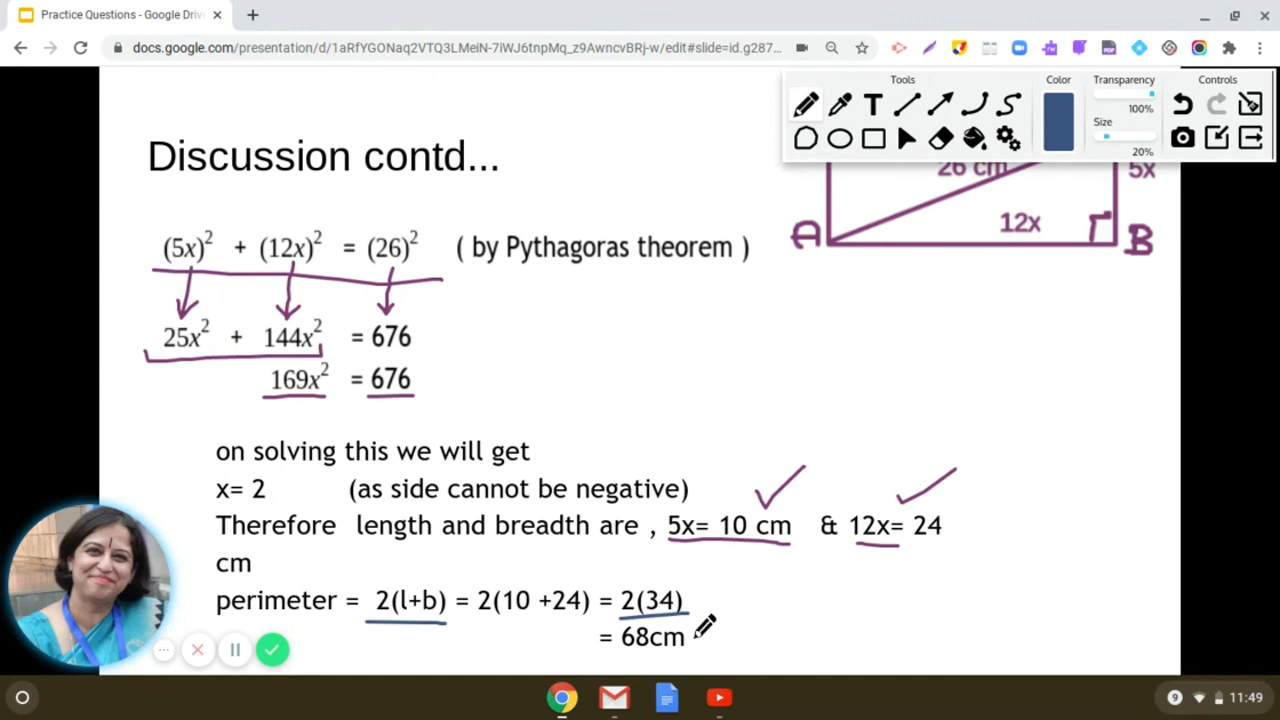 Practice Questions - Google Driv
docs.google.com/presentation/d/1aRfYGONaq2VTQ3LMeiN-7iWJ6tnpMq_z9AwncvBRj-w/edit#slide=id.g287...
Tools Color Transparency Controls
100%
Size
20%
T
Discussion contd...
26 cm 5x
12x
A B
(5x)² + (12x)² = (26)² ( by Pythagoras theorem )
25x² + 144x² = 676
169x² = 676
on solving this we will get
x= 2 (as side cannot be negative)
Therefore length and breadth are , 5x= 10 cm & 12x= 24
cm
perimeter = 2(l+b) = 2(10 +24) = 2(34)
= 68cm
9 11:49